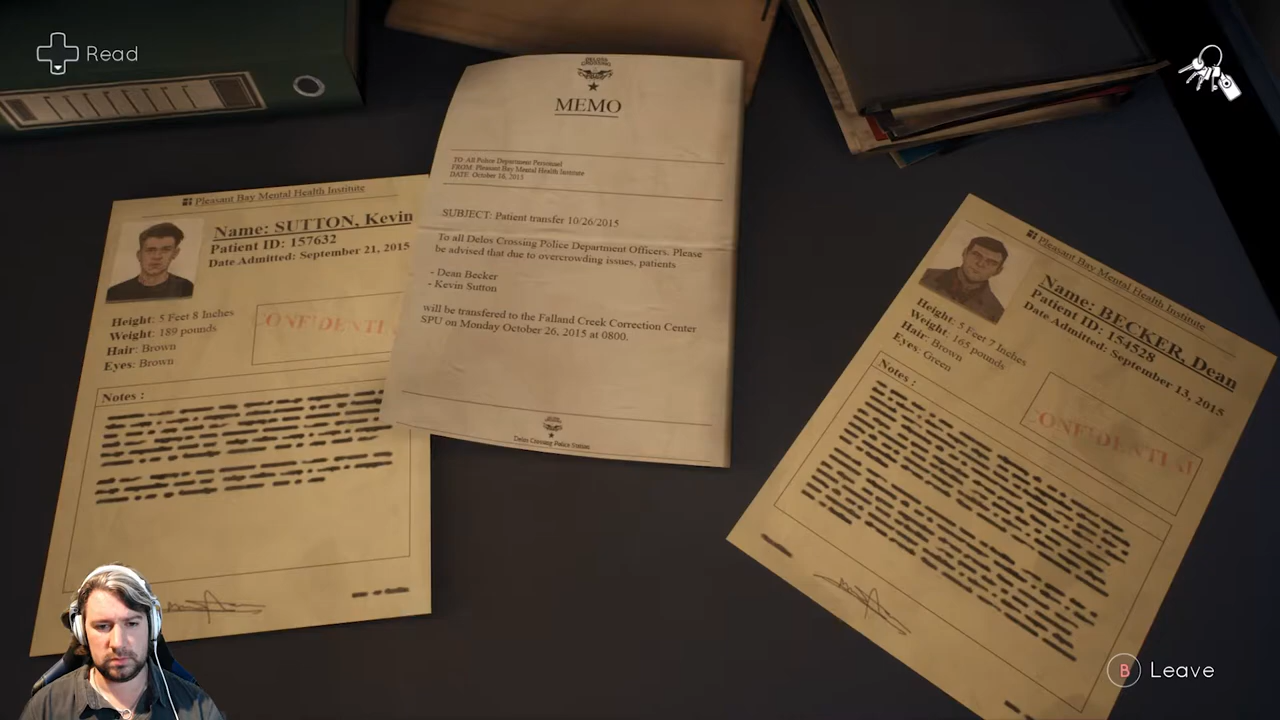 Read
Pleasant Bay Mental Health Institute
Name: SUTTON, Kevin
Patient ID: 157632
Date Admitted: September 21, 2015
Height: 5 Feet 8 Inches
Weight: 189 pounds
Hair: Brown
Eyes: Brown
ONFIDENTI
Notes :
DELOS
CROSSING
MEMO
TO: All Police Department Personnel
FROM: Pleasant Bay Mental Health Institute
DATE: October 16, 2015
SUBJECT: Patient transfer 10/26/2015
To all Delos Crossing Police Department Officers. Please
be advised that due to overcrowding issues, patients
- Dean Becker
- Kevin Sutton
will be transfered to the Falland Creek Correction Center
SPU on Monday October 26, 2015 at 0800.
Delos Crossing Police Station
Pleasant Bay Mental Health Institute
Name: BECKER, Dean
Patient ID: 154528
Date Admitted: September 13, 2015
Height: 5 Feet 7 Inches
Weight: 165 pounds
Hair: Brown
Eyes: Green
ONFIDENTIAL
Notes :
B Leave